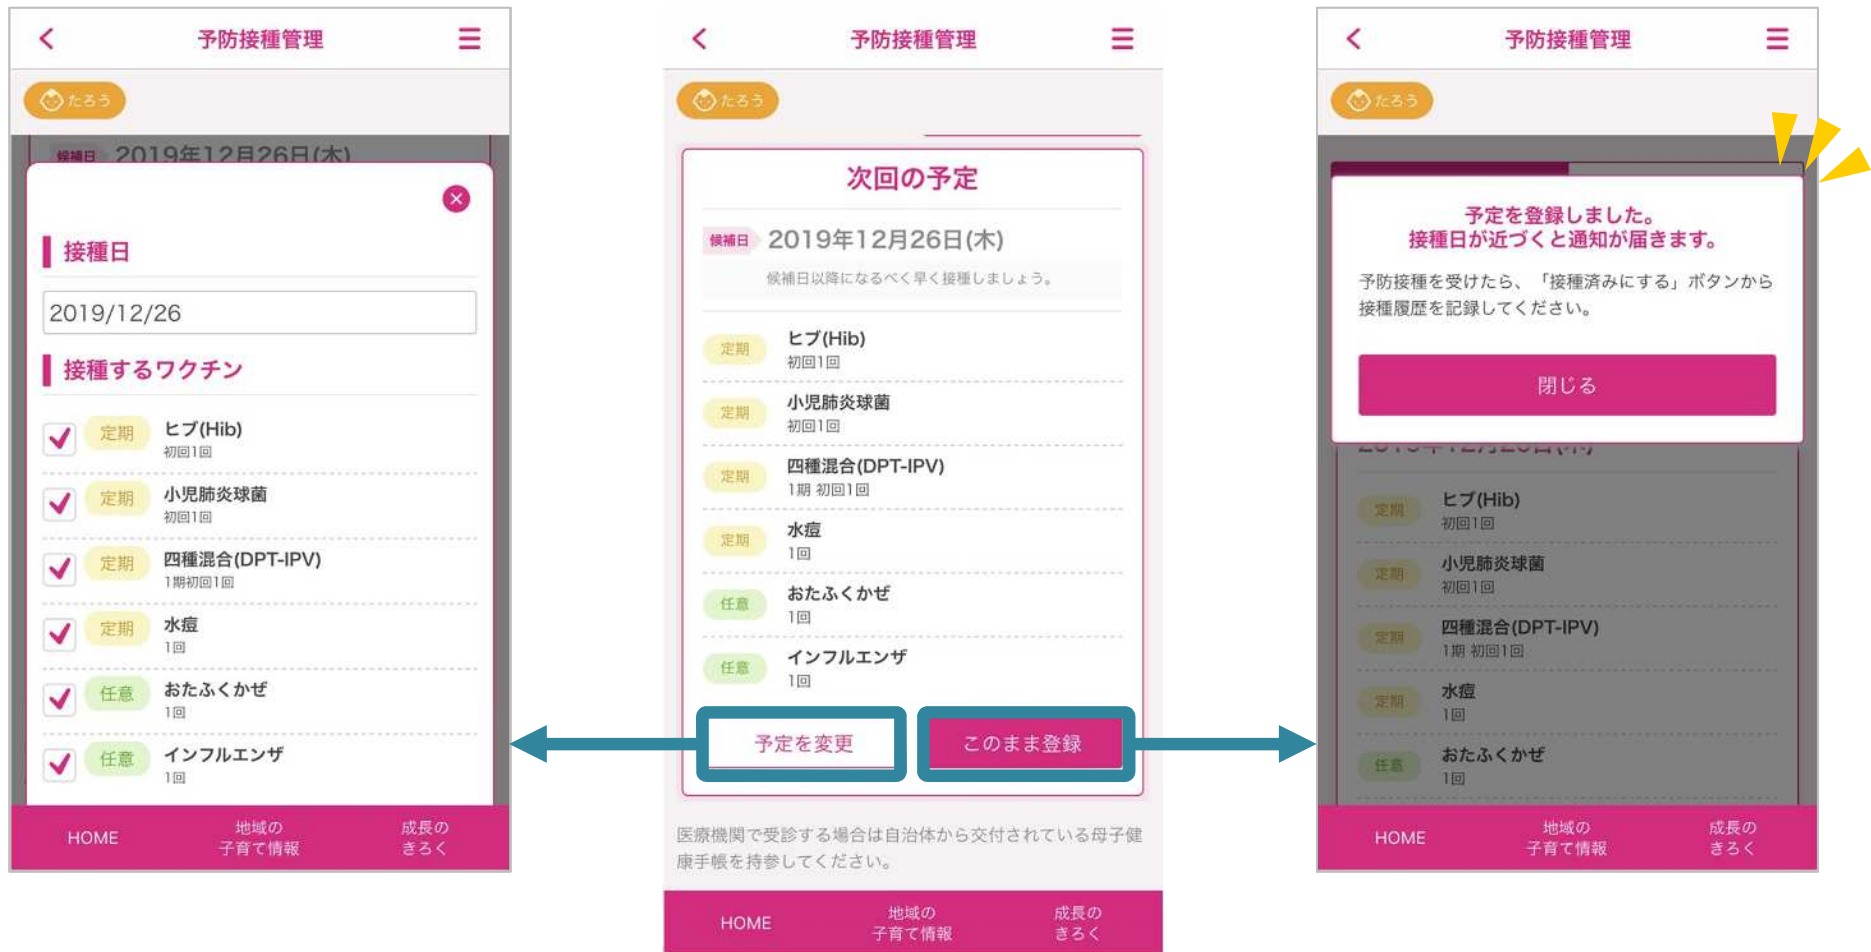 予防接種管理
たろう
候補日 2019年12月26日(木)
接種日
2019/12/26
接種するワクチン
定期 ヒブ(Hib)
初回1回
定期 小児肺炎球菌
初回1回
定期 四種混合(DPT-IPV)
1期初回1回
定期 水痘
1回
任意 おたふくかぜ
1回
任意 インフルエンザ
1回
HOME
地域の
子育て情報
成長の
きろく
予防接種管理
たろう
次回の予定
候補日 2019年12月26日(木)
候補日以降になるべく早く接種しましょう。
定期 ヒブ(Hib)
初回1回
定期 小児肺炎球菌
初回1回
定期 四種混合(DPT-IPV)
1期 初回1回
定期 水痘
1回
任意 おたふくかぜ
1回
任意 インフルエンザ
1回
予定を変更
このまま登録
医療機関で受診する場合は自治体から交付されている母子健
康手帳を持参してください。
HOME
地域の
子育て情報
成長の
きろく
予防接種管理
たろう
予定を登録しました。
接種日が近づくと通知が届きます。
予防接種を受けたら、「接種済みにする」ボタンから
接種履歴を記録してください。
閉じる
2019年12月26日(木)
定期 ヒブ(Hib)
初回1回
定期 小児肺炎球菌
初回1回
定期 四種混合(DPT-IPV)
1期 初回1回
定期 水痘
1回
任意 おたふくかぜ
1回
HOME
地域の
子育て情報
成長の
きろく